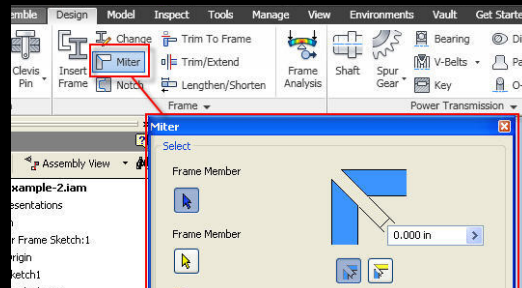 emble Design Model Inspect Tools Manage View Environments Vault Get Starte
Change Trim To Frame Bearing Di
Clevis Pin Insert Frame Miter Trim/Extend Frame Analysis Shaft Spur Gear V-Belts Pa
Notch Lengthen/Shorten Key O-
Frame Power Transmission
Miter
Assembly View
Select
xample-2.iam
Frame Member
esentations
r Frame Sketch:1
Frame Member
0.000 in
rigin
ketch1